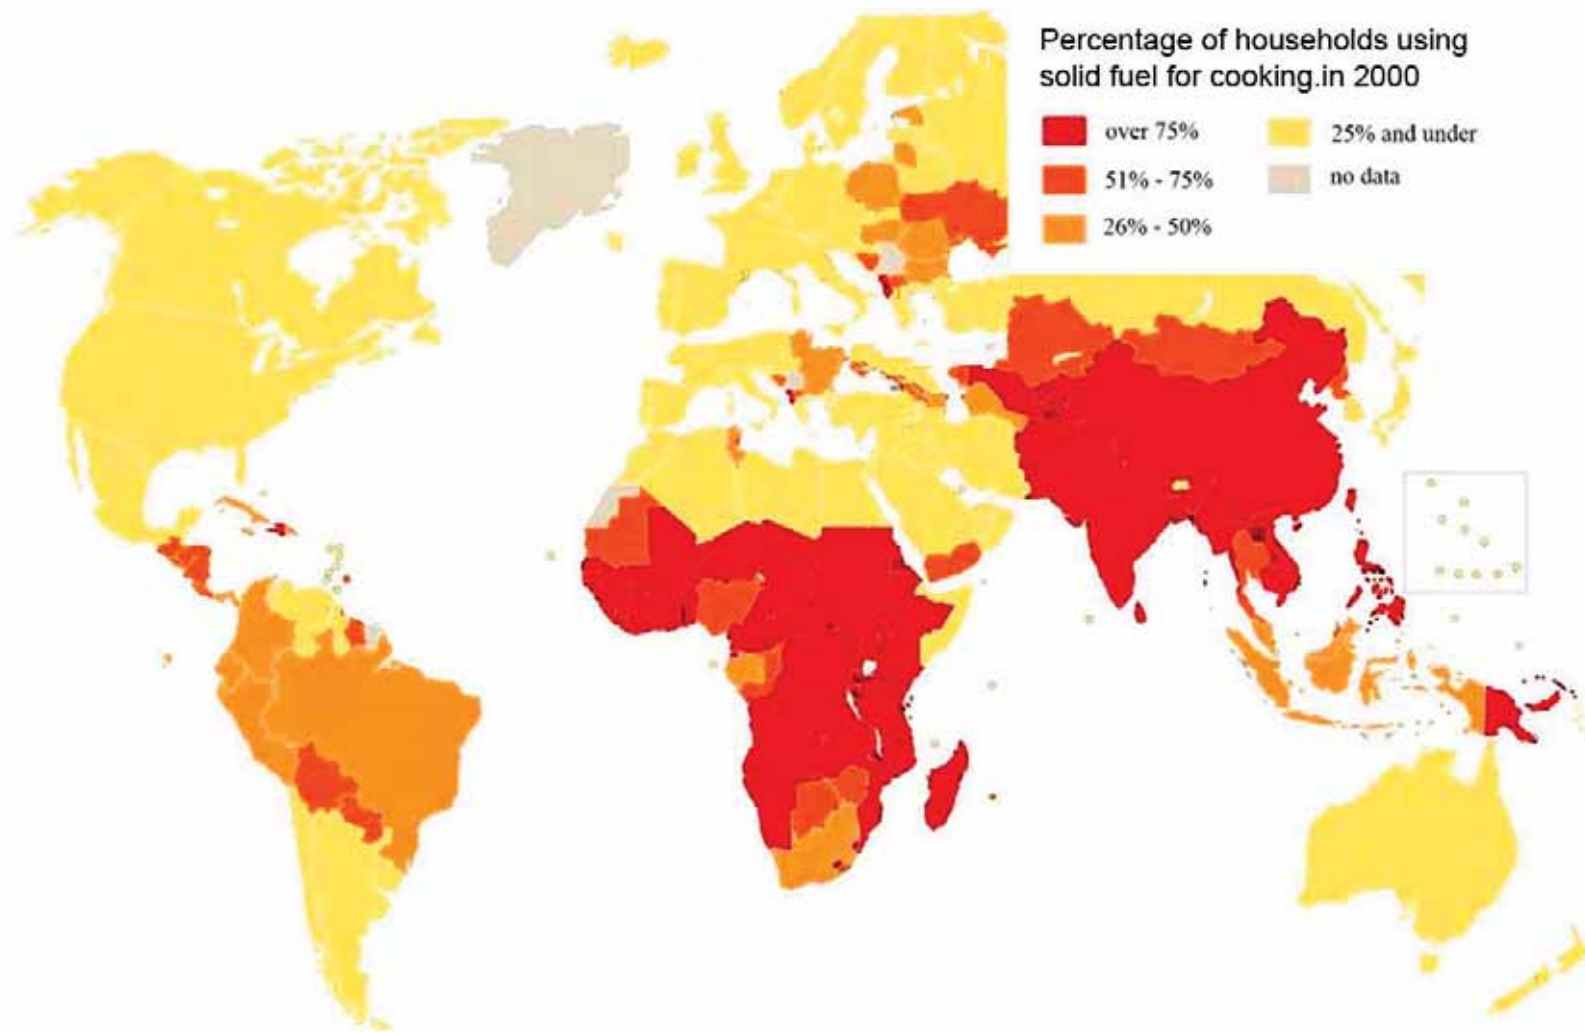 Percentage of households using
solid fuel for cooking.in 2000
over 75%
25% and under
51% - 75%
no data
26% - 50%